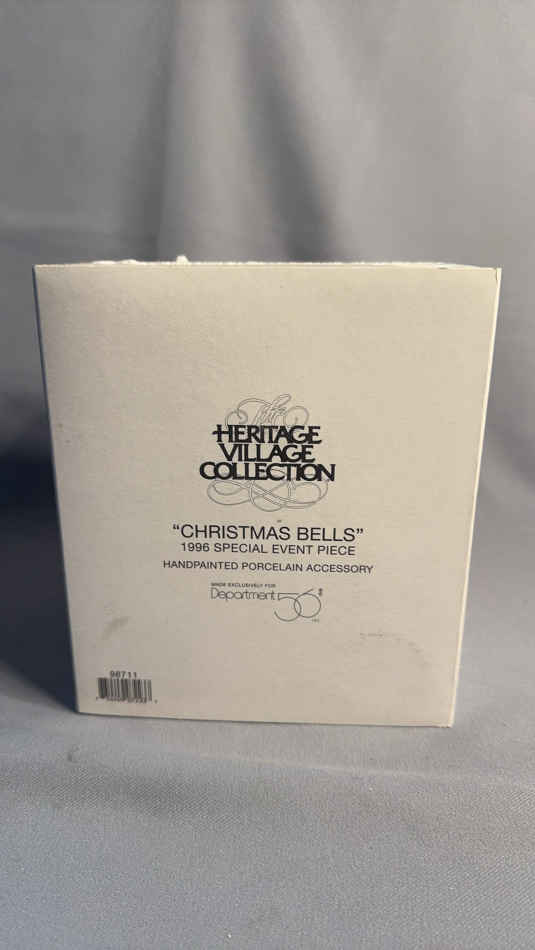 The
HERITAGE
VILLAGE
COLLECTION
"CHRISTMAS BELLS"
1996 SPECIAL EVENT PIECE
HANDPAINTED PORCELAIN ACCESSORY
MADE EXCLUSIVELY FOR
Department 56®
98711